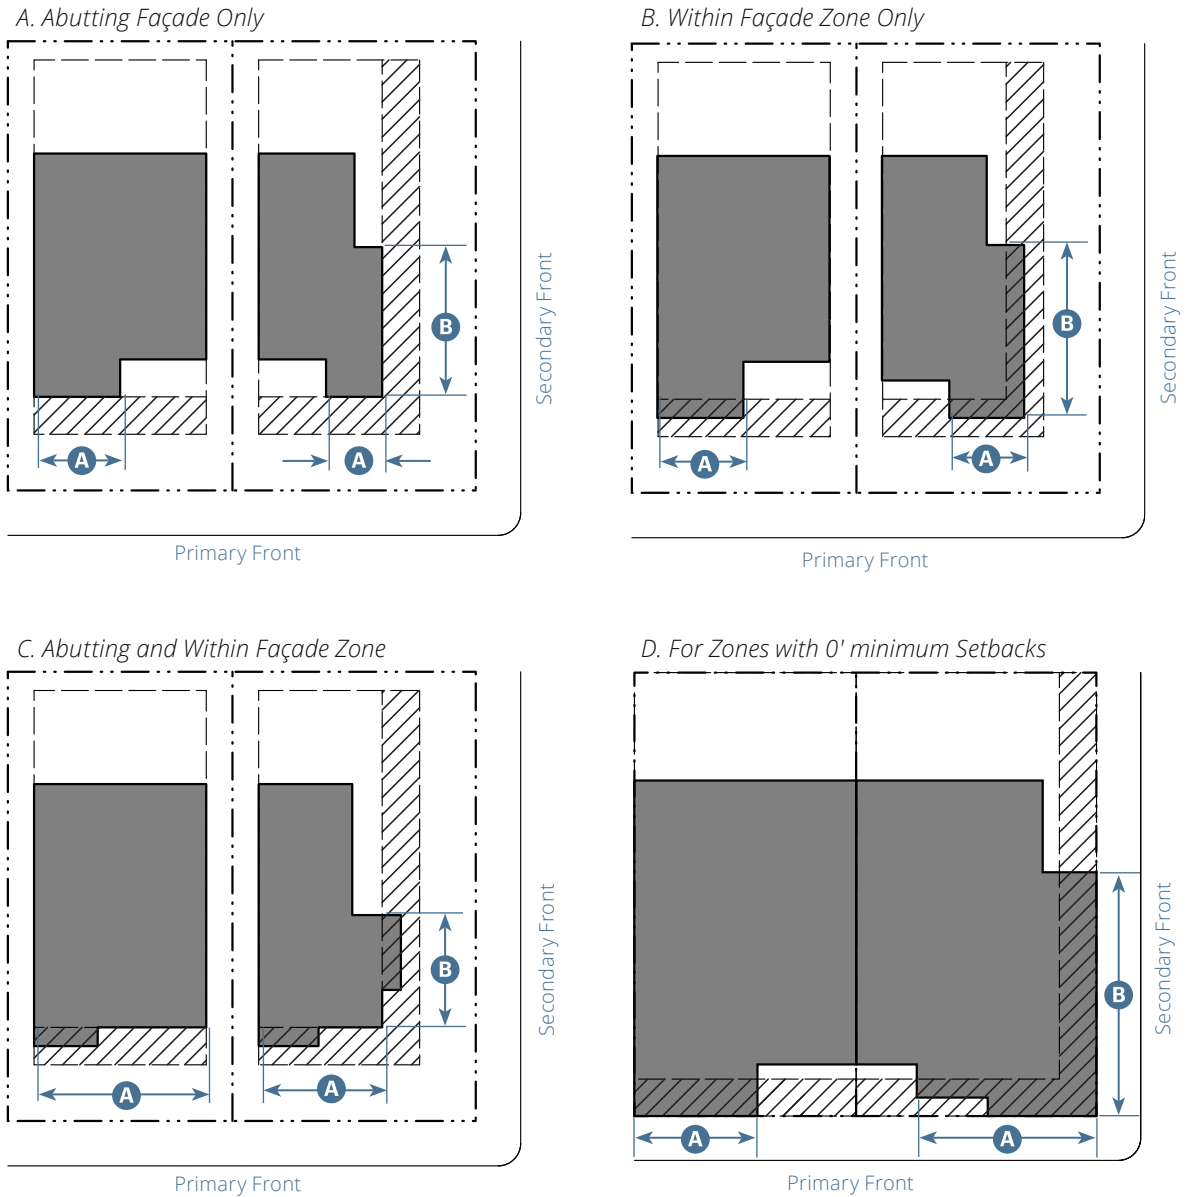 A. Abutting Façade Only
B
A
A
Secondary Front
Primary Front
B. Within Façade Zone Only
B
A
A
Secondary Front
Primary Front
C. Abutting and Within Façade Zone
B
A
A
Secondary Front
Primary Front
D. For Zones with 0' minimum Setbacks
B
A
A
Secondary Front
Primary Front